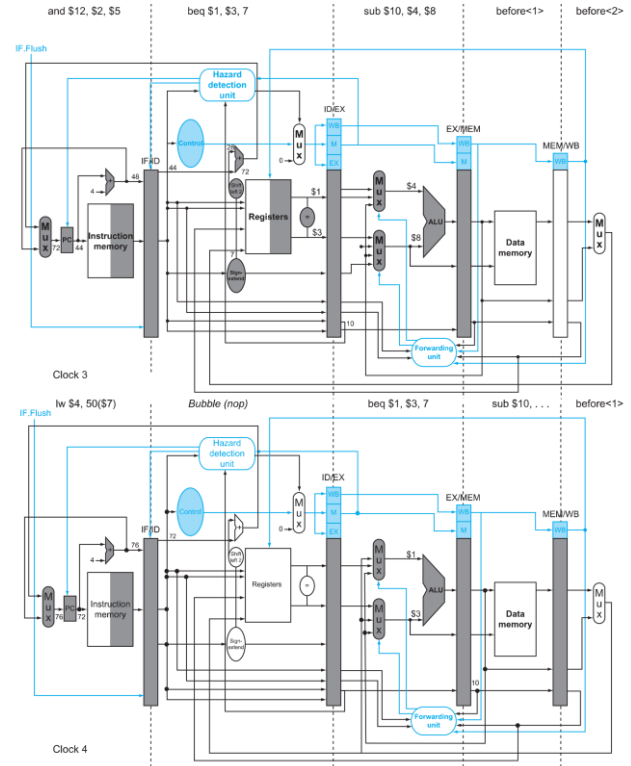 and $12, $2, $5 beq $1, $3, 7 sub $10, $4, $8 before<1> before<2>
IF.Flush
Hazard
detection
unit
ID/EX
WB
EX/MEM
Control
Mux
M
WB
MEM/WB
0
EX
M
WB
IF/ID
44
28
72
48
4
+
Shift
left 2
Registers
$1
=
$3
Mux
$4
ALU
Mux
$8
Mux
72
PC
44
Instruction
memory
Data
memory
Mux
7
Sign-
extend
10
Forwarding
unit
Clock 3
lw $4, 50($7) Bubble (nop) beq $1, $3, 7 sub $10, . . . before<1>
IF.Flush
Hazard
detection
unit
ID/EX
WB
EX/MEM
Control
Mux
M
WB
MEM/WB
0
EX
M
WB
IF/ID
72
76
4
+
Shift
left 2
Registers
=
Mux
$1
ALU
Mux
$3
Mux
76
PC
72
Instruction
memory
Data
memory
Mux
Sign-
extend
10
Forwarding
unit
Clock 4